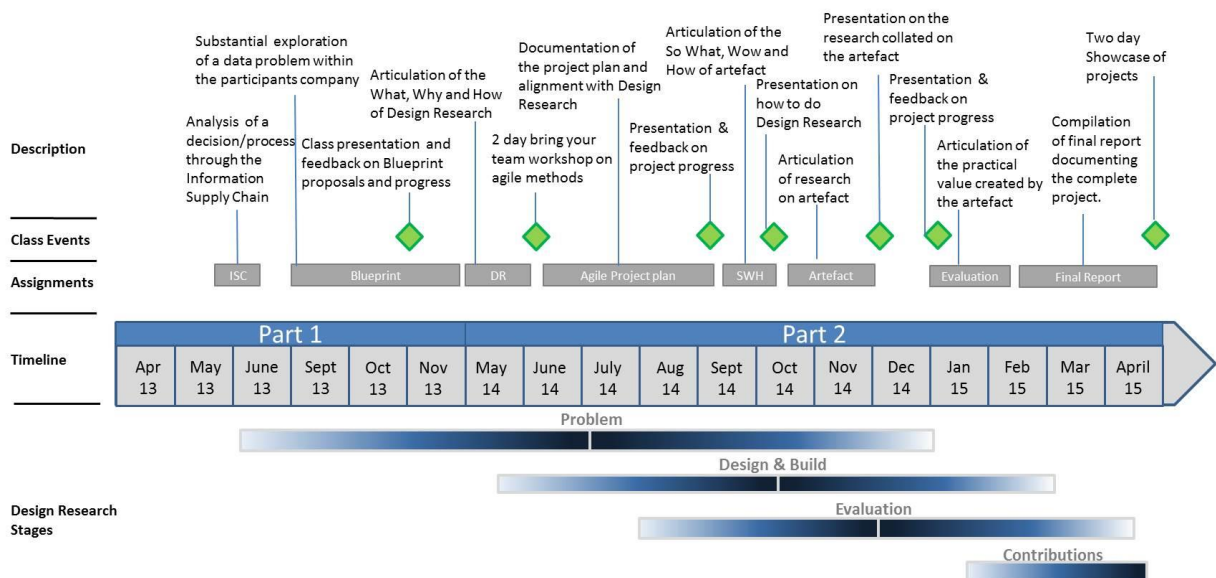 Substantial exploration
of a data problem within
the participants company
Analysis of a
decision/process
through the
Information
Supply Chain
Articulation of the
What, Why and How
of Design Research
Class presentation and
feedback on Blueprint
proposals and progress
Documentation of
the project plan and
alignment with Design
Research
2 day bring your
team workshop on
agile methods
Articulation of the
So What, Wow and
How of artefact
Presentation &
feedback on
project progress
Presentation on
how to do
Design Research
Articulation
of research
on artefact
Presentation on the
research collated on
the artefact
Presentation &
feedback on
project progress
Articulation of
the practical
value created by
the artefact
Two day
Showcase of
projects
Compilation
of final report
documenting
the complete
project.
Description
Class Events
Assignments
ISC
Blueprint
DR
Agile Project plan
SWH
Artefact
Evaluation
Final Report
Timeline
Part 1
Part 2
Apr
13
May
13
June
13
Sept
13
Oct
13
Nov
13
May
14
June
14
July
14
Aug
14
Sept
14
Oct
14
Nov
14
Dec
14
Jan
15
Feb
15
Mar
15
April
15
Problem
Design & Build
Design Research
Stages
Evaluation
Contributions